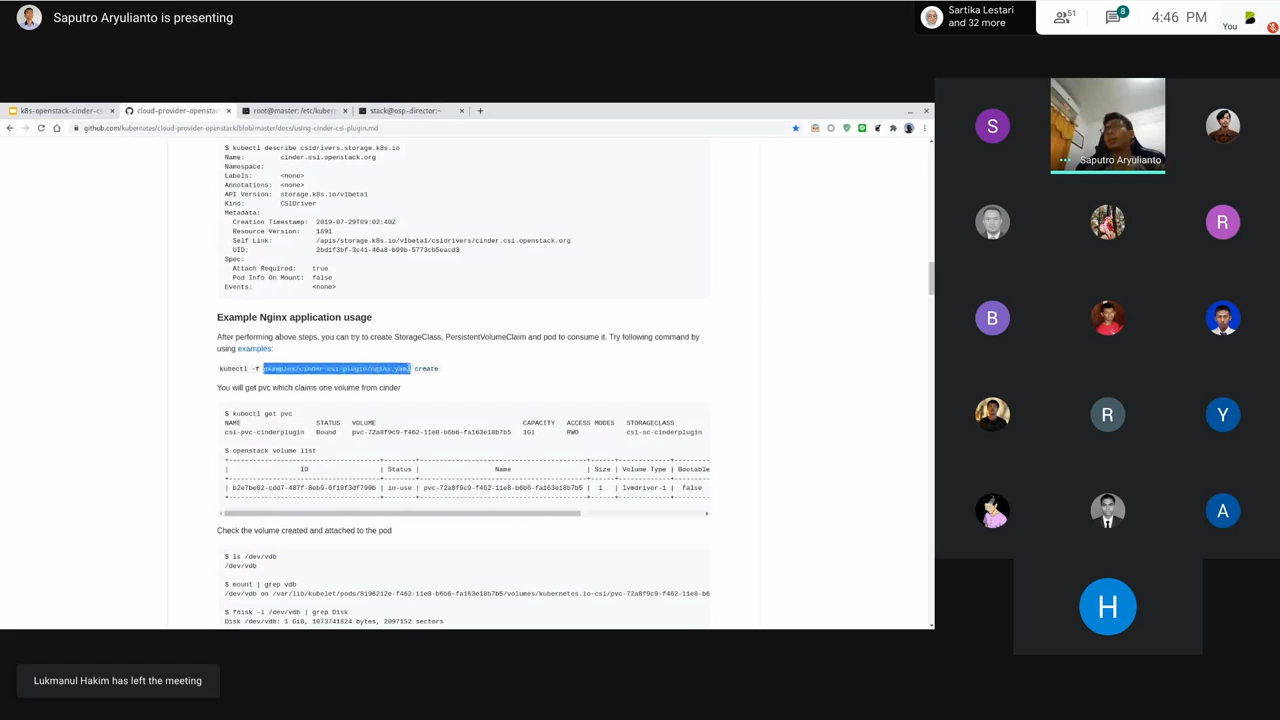 Saputro Aryulianto is presenting
Sartika Lestari
and 32 more
51
8
4:46 PM
You
k8s-openstack-cinder-cs
cloud-provider-openstack
root@master: /etc/kubern
stack@osp-director:~
github.com/kubernetes/cloud-provider-openstack/blob/master/docs/using-cinder-csi-plugin.md
$ kubectl describe csidrivers.storage.k8s.io
Name: cinder.csi.openstack.org
Namespace:
Labels: <none>
Annotations: <none>
API Version: storage.k8s.io/v1beta1
Kind: CSIDriver
Metadata:
Creation Timestamp: 2019-07-29T09:02:40Z
Resource Version: 1891
Self Link: /apis/storage.k8s.io/v1beta1/csidrivers/cinder.csi.openstack.org
UID: 2bd1f3bf-3c41-46a8-b99b-5773cb5eacd3
Spec:
Attach Required: true
Pod Info On Mount: false
Events: <none>
Example Nginx application usage
After performing above steps, you can try to create StorageClass, PersistentVolumeClaim and pod to consume it. Try following command by
using examples:
kubectl -f examples/cinder-csi-plugin/nginx.yaml create
You will get pvc which claims one volume from cinder
$ kubectl get pvc
NAME STATUS VOLUME CAPACITY ACCESS MODES STORAGECLASS
csi-pvc-cinderplugin Bound pvc-72a8f9c9-f462-11e8-b6b6-fa163e18b7b5 1Gi RWO csi-sc-cinderplugin
$ openstack volume list
| ID | Status | Name | Size | Volume Type | Bootable
| b2e7be02-cdd7-487f-8eb9-6f19f3df790b | in-use | pvc-72a8f9c9-f462-11e8-b6b6-fa163e18b7b5 | 1 | lvmdriver-1 | false
Check the volume created and attached to the pod
$ ls /dev/vdb
/dev/vdb
$ mount | grep vdb
/dev/vdb on /var/lib/kubelet/pods/8196212e-f462-11e8-b6b6-fa163e18b7b5/volumes/kubernetes.io~csi/pvc-72a8f9c9-f462-11e8-b6
$ fdisk -l /dev/vdb | grep Disk
Disk /dev/vdb: 1 GiB, 1073741824 bytes, 2097152 sectors
S
Saputro Aryulianto
R
B
R
Y
A
H
Lukmanul Hakim has left the meeting